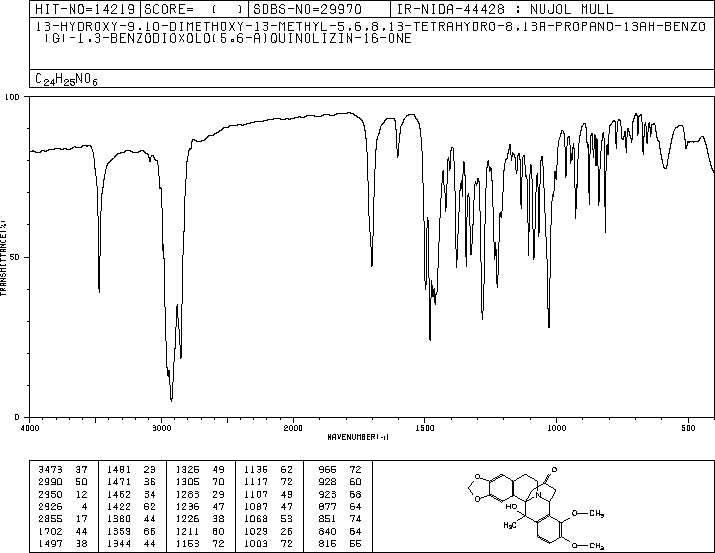 HIT-NO=14219 SCORE= ( ) SDBS-NO=29970 IR-NIDA-44428 : NUJOL MULL
13-HYDROXY-9,10-DIMETHOXY-13-METHYL-5,6,8,13-TETRAHYDRO-8,13A-PROPANO-13AH-BENZO
(G)-1,3-BENZODIOXOLO(5,6-A)QUINOLIZIN-16-ONE
C24H25NO6
100
50
0
TRANSMITTANCE(%)
4000 3000 2000 1500 1000 500
WAVENUMBER(-1)
3473 37 1481 23 1326 49 1136 62 966 72
2990 50 1471 36 1305 70 1117 72 928 60
2950 12 1462 34 1283 29 1107 49 923 68
2926 4 1422 62 1236 47 1087 47 877 64
2855 17 1380 44 1226 38 1068 53 851 74
1702 44 1359 66 1211 60 1029 26 840 64
1497 38 1344 44 1163 72 1003 72 816 55
O
O
O
N
HO
H3C
O—CH3
O—CH3